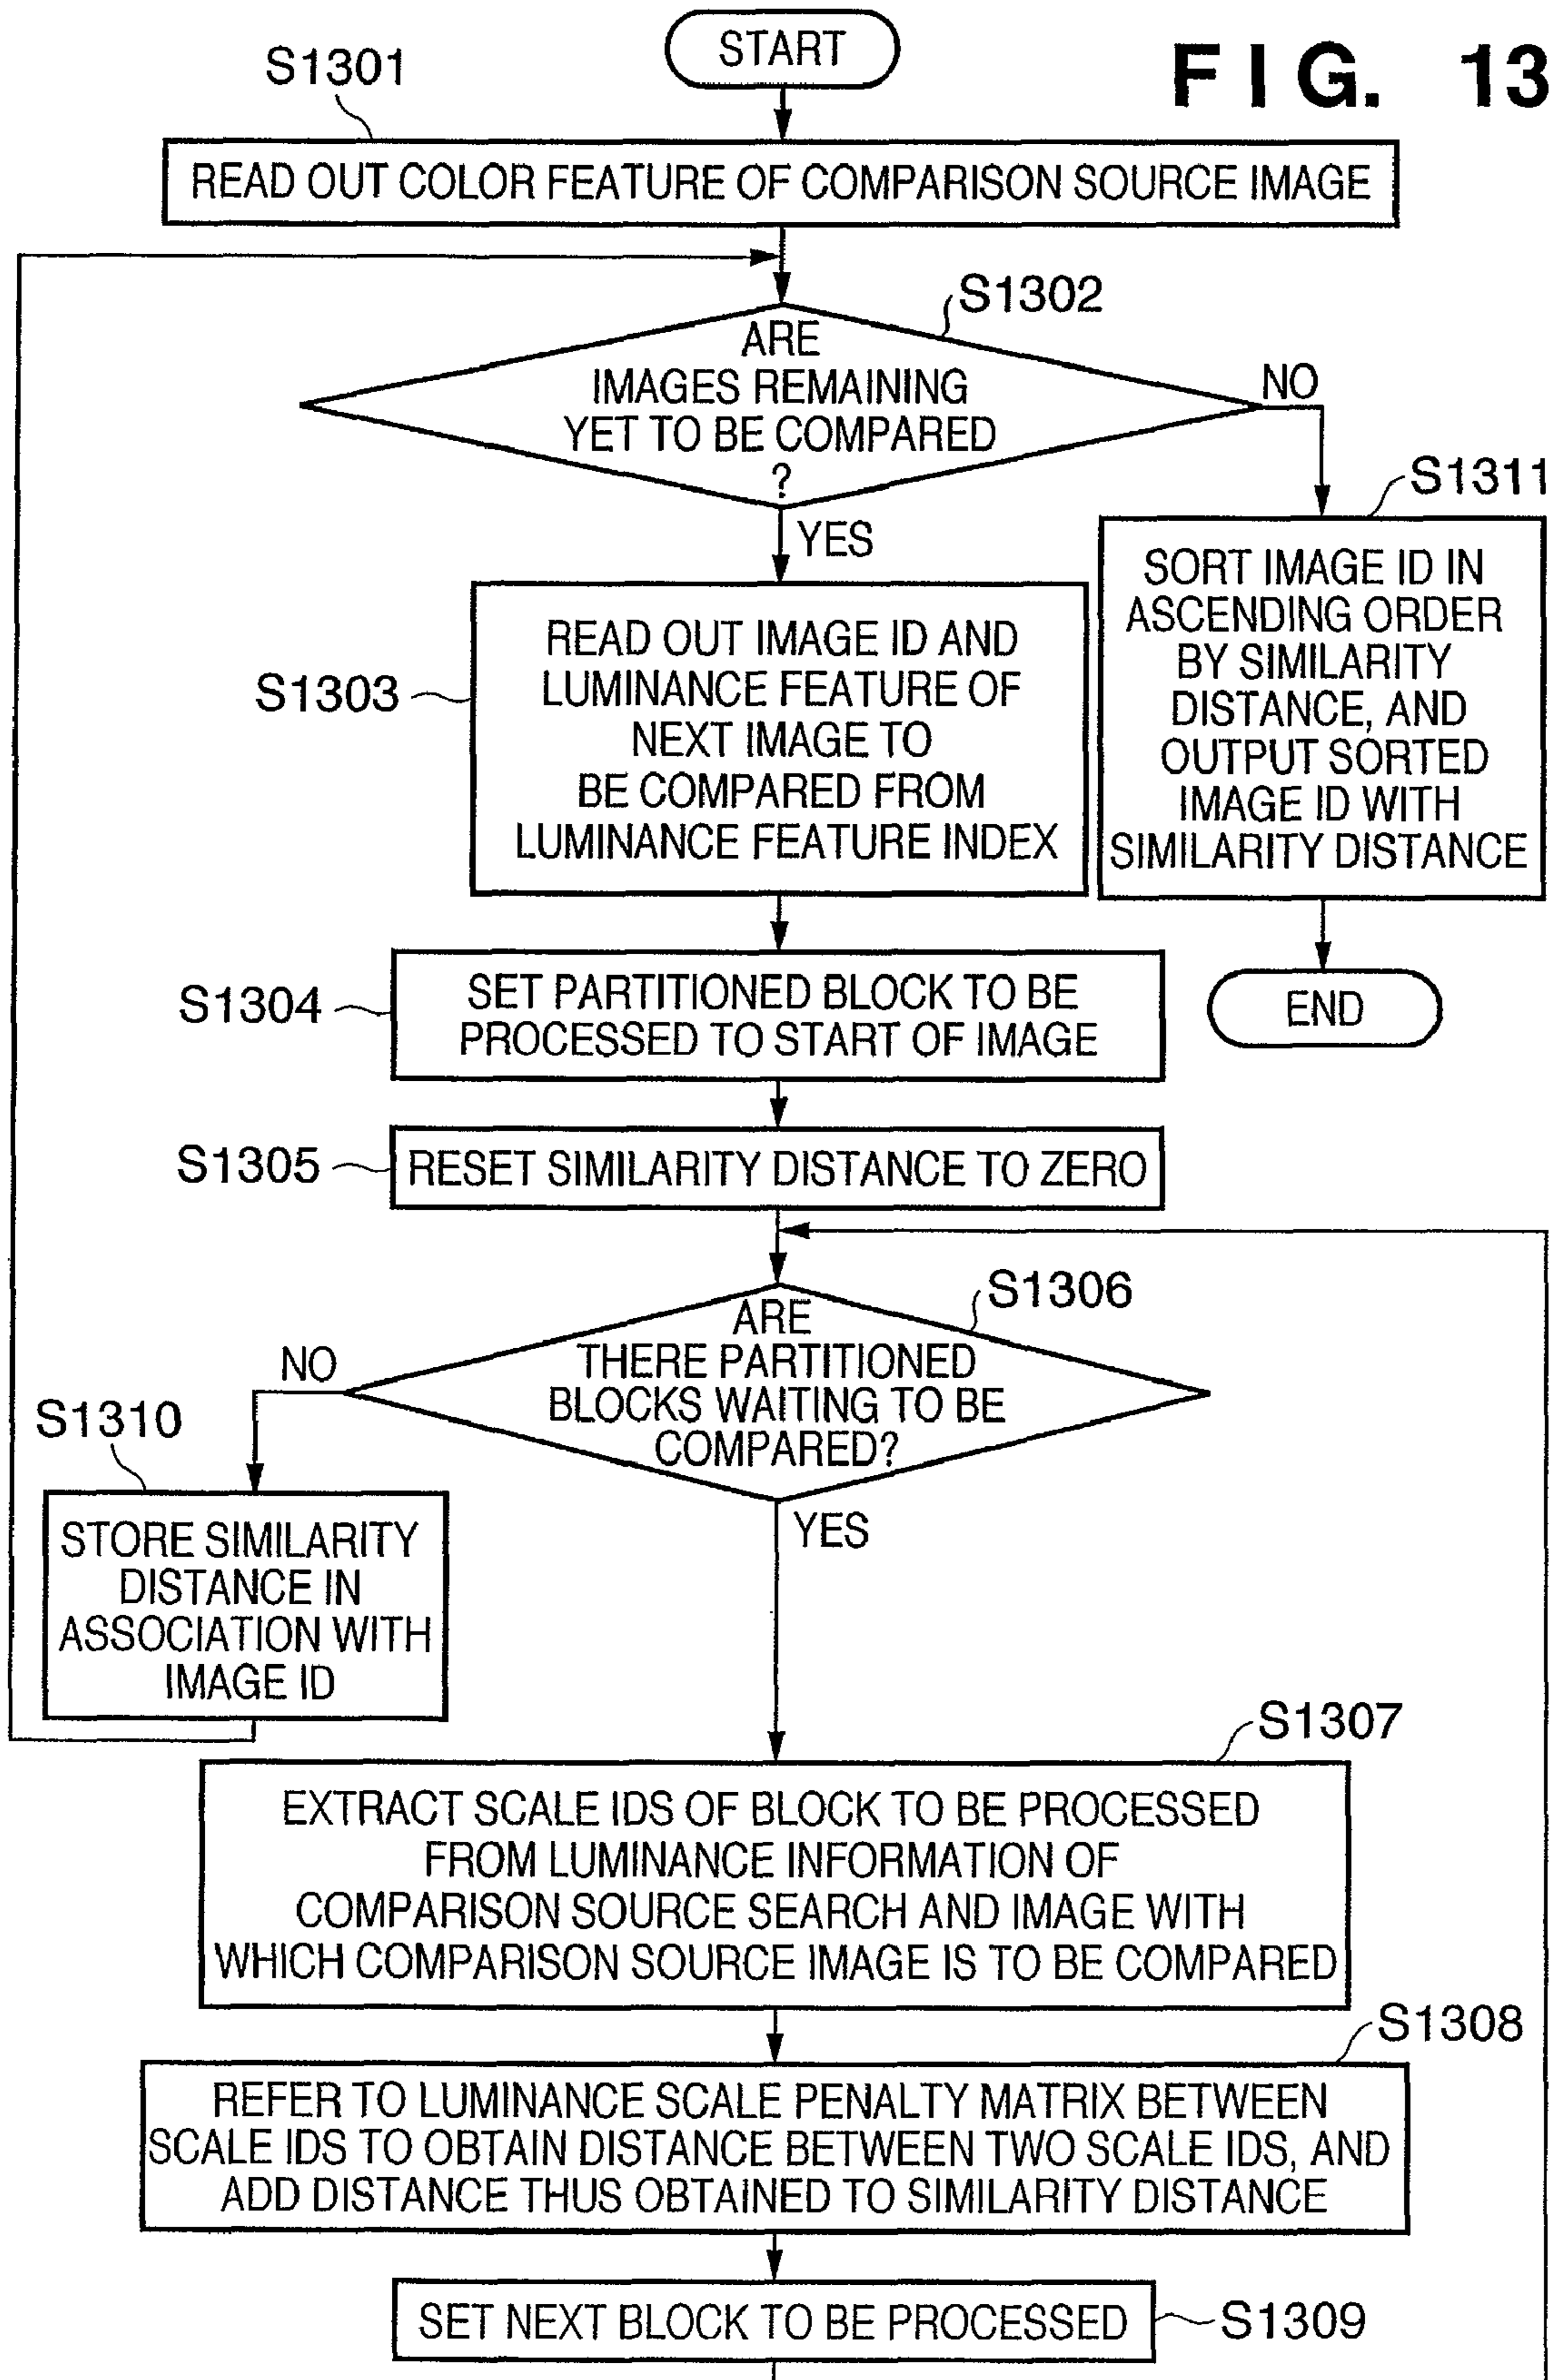 START
FIG. 13
S1301
READ OUT COLOR FEATURE OF COMPARISON SOURCE IMAGE
S1302
ARE
IMAGES REMAINING
YET TO BE COMPARED
?
NO
YES
S1311
SORT IMAGE ID IN
ASCENDING ORDER
BY SIMILARITY
DISTANCE, AND
OUTPUT SORTED
IMAGE ID WITH
SIMILARITY DISTANCE
END
S1303
READ OUT IMAGE ID AND
LUMINANCE FEATURE OF
NEXT IMAGE TO
BE COMPARED FROM
LUMINANCE FEATURE INDEX
S1304
SET PARTITIONED BLOCK TO BE
PROCESSED TO START OF IMAGE
S1305
RESET SIMILARITY DISTANCE TO ZERO
S1306
ARE
THERE PARTITIONED
BLOCKS WAITING TO BE
COMPARED?
NO
YES
S1310
STORE SIMILARITY
DISTANCE IN
ASSOCIATION WITH
IMAGE ID
S1307
EXTRACT SCALE IDS OF BLOCK TO BE PROCESSED
FROM LUMINANCE INFORMATION OF
COMPARISON SOURCE SEARCH AND IMAGE WITH
WHICH COMPARISON SOURCE IMAGE IS TO BE COMPARED
S1308
REFER TO LUMINANCE SCALE PENALTY MATRIX BETWEEN
SCALE IDS TO OBTAIN DISTANCE BETWEEN TWO SCALE IDS, AND
ADD DISTANCE THUS OBTAINED TO SIMILARITY DISTANCE
SET NEXT BLOCK TO BE PROCESSED
S1309